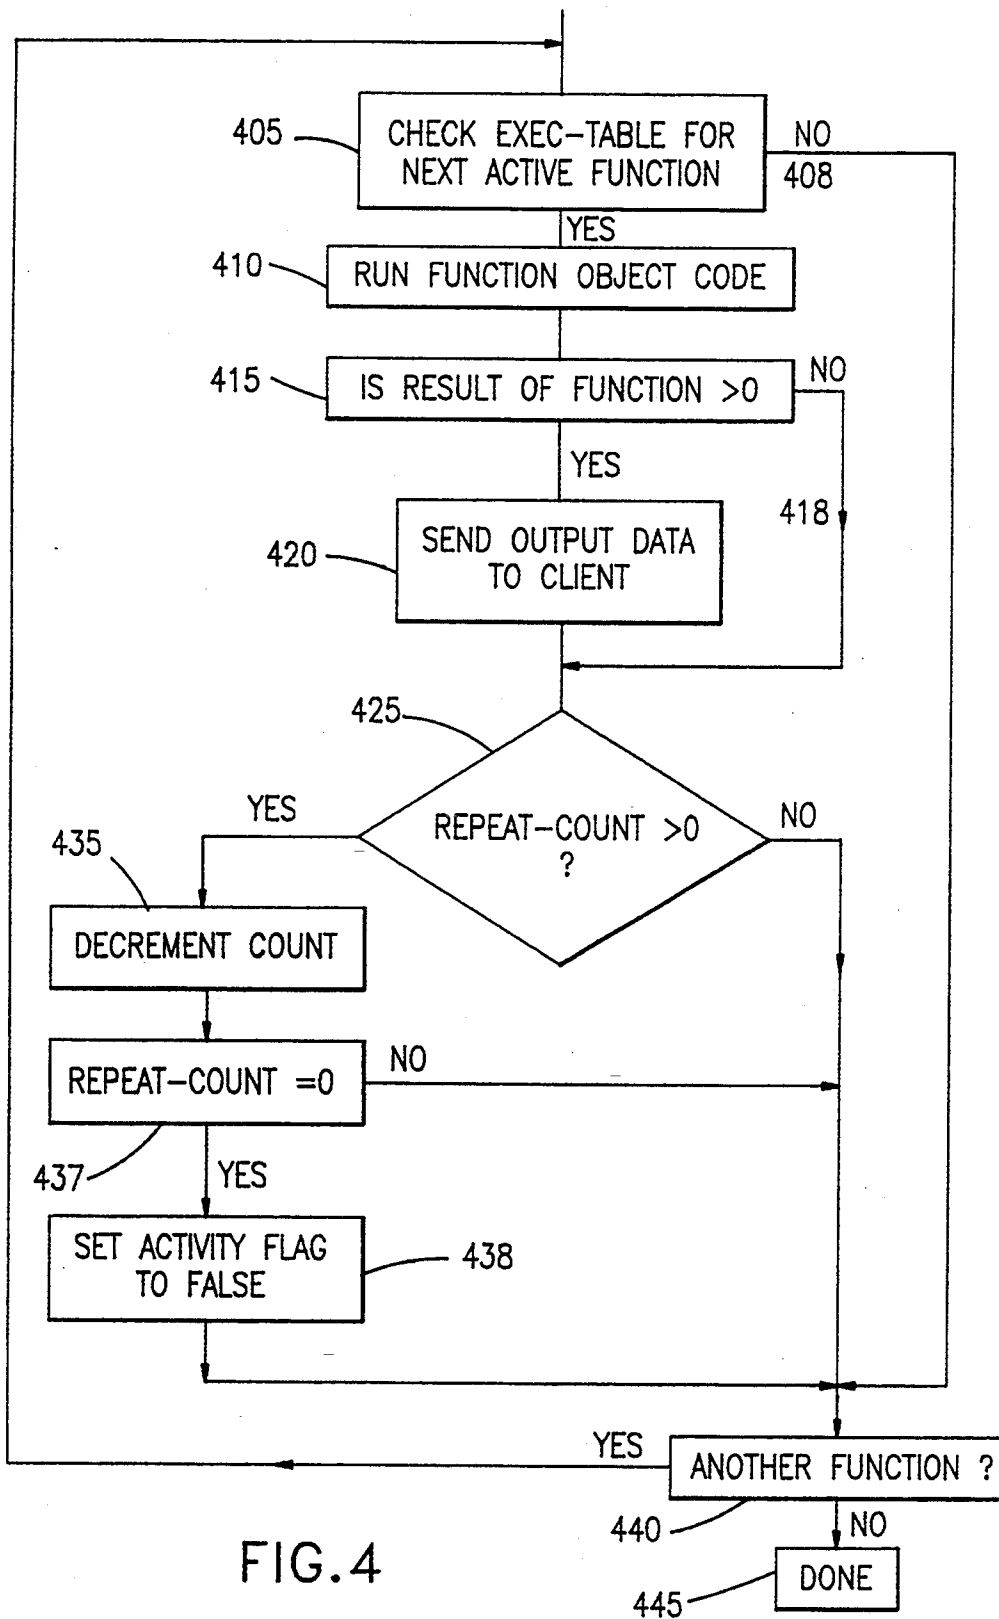 405
CHECK EXEC-TABLE FOR
NEXT ACTIVE FUNCTION
NO
408
YES
410
RUN FUNCTION OBJECT CODE
415
IS RESULT OF FUNCTION >0
NO
YES
418
420
SEND OUTPUT DATA
TO CLIENT
425
YES
REPEAT-COUNT >0
?
NO
435
DECREMENT COUNT
REPEAT-COUNT =0
NO
437
YES
SET ACTIVITY FLAG
TO FALSE
438
YES
ANOTHER FUNCTION ?
440
NO
445
DONE
FIG.4